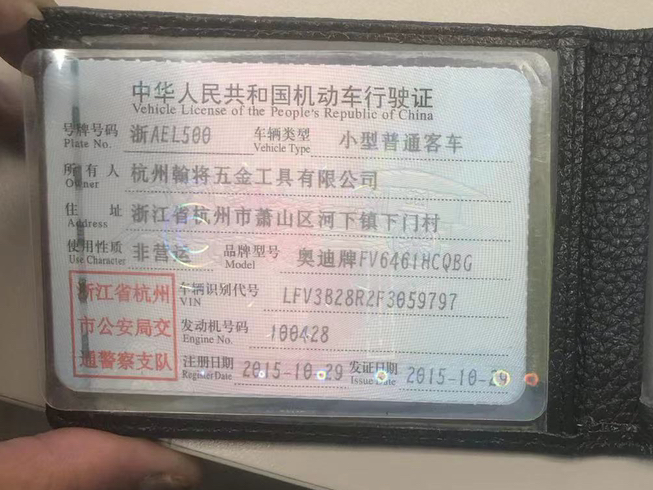 中华人民共和国机动车行驶证
Vehicle License of the People's Republic of China
号牌号码 浙AEL500 车辆类型 小型普通客车
Plate No. Vehicle Type
所有人 杭州翰将五金工具有限公司
Owner
住址 浙江省杭州市萧山区河下镇下门村
Address
使用性质 非营运 品牌型号 奥迪牌FV6461HCQBG
Use Character Model
浙江省杭州市公安局交通警察支队
车辆识别代号 LFV3B28R2F3059797
VIN
发动机号码 100428
Engine No.
注册日期 2015-10-29 发证日期 2015-10-29
Register Date Issue Date